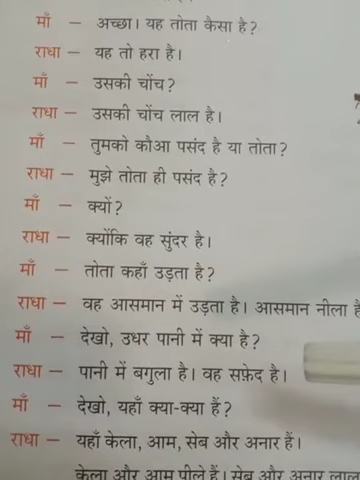 माँ – अच्छा। यह तोता कैसा है?
राधा – यह तो हरा है।
माँ – उसकी चोंच?
राधा – उसकी चोंच लाल है।
माँ – तुमको कौआ पसंद है या तोता?
राधा – मुझे तोता ही पसंद है?
माँ – क्यों?
राधा – क्योंकि वह सुंदर है।
माँ – तोता कहाँ उड़ता है?
राधा – वह आसमान में उड़ता है। आसमान नीला है
माँ – देखो, उधर पानी में क्या है?
राधा – पानी में बगुला है। वह सफ़ेद है।
माँ – देखो, यहाँ क्या-क्या हैं?
राधा – यहाँ केला, आम, सेब और अनार हैं।
केला और आम पीले हैं। सेब और अनार लाल